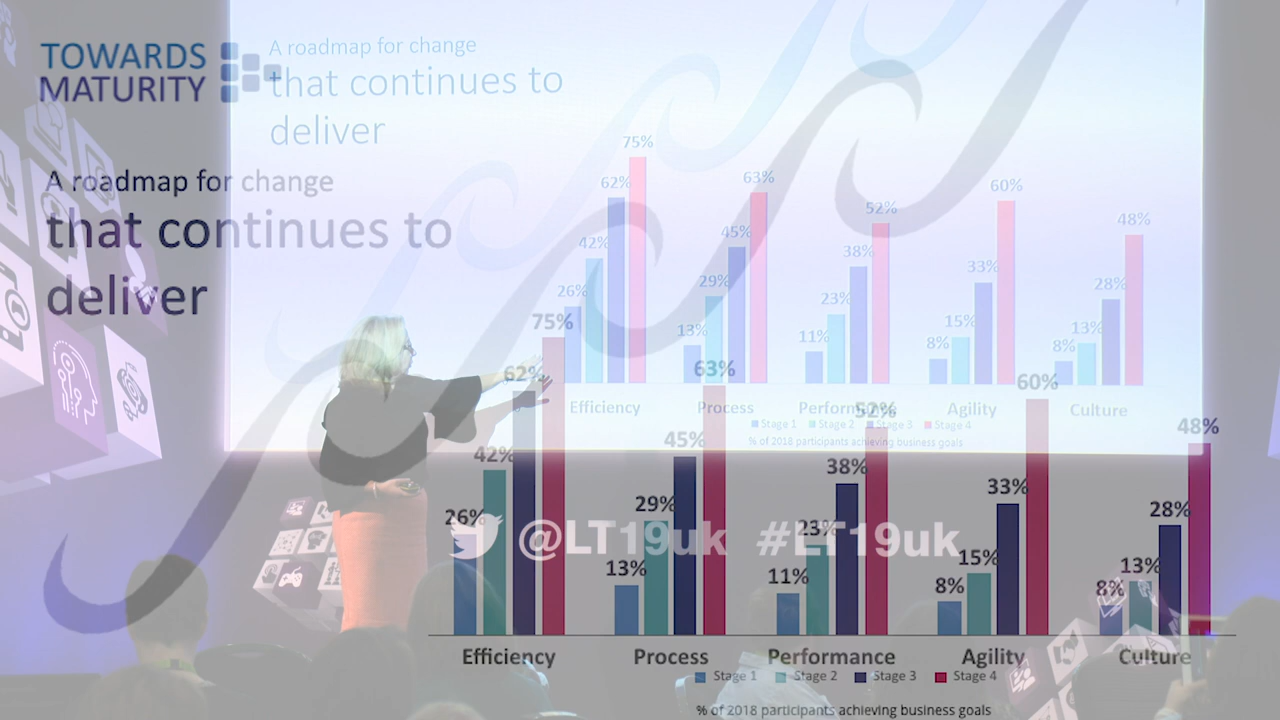 TOWARDS
MATURITY
A roadmap for change
that continues to
deliver
A roadmap for change
that continues to
deliver
26% 42% 62% 75%
13% 29% 45% 63%
11% 23% 38% 52%
8% 15% 33% 60%
8% 13% 28% 48%
Efficiency Process Performance Agility Culture
Stage 1 Stage 2 Stage 3 Stage 4
% of 2018 participants achieving business goals
26% 42% 62% 75%
13% 29% 45% 63%
11% 23% 38% 52%
8% 15% 33% 60%
8% 13% 28% 48%
@LT19uk #LT19uk
Efficiency Process Performance Agility Culture
Stage 1 Stage 2 Stage 3 Stage 4
% of 2018 participants achieving business goals